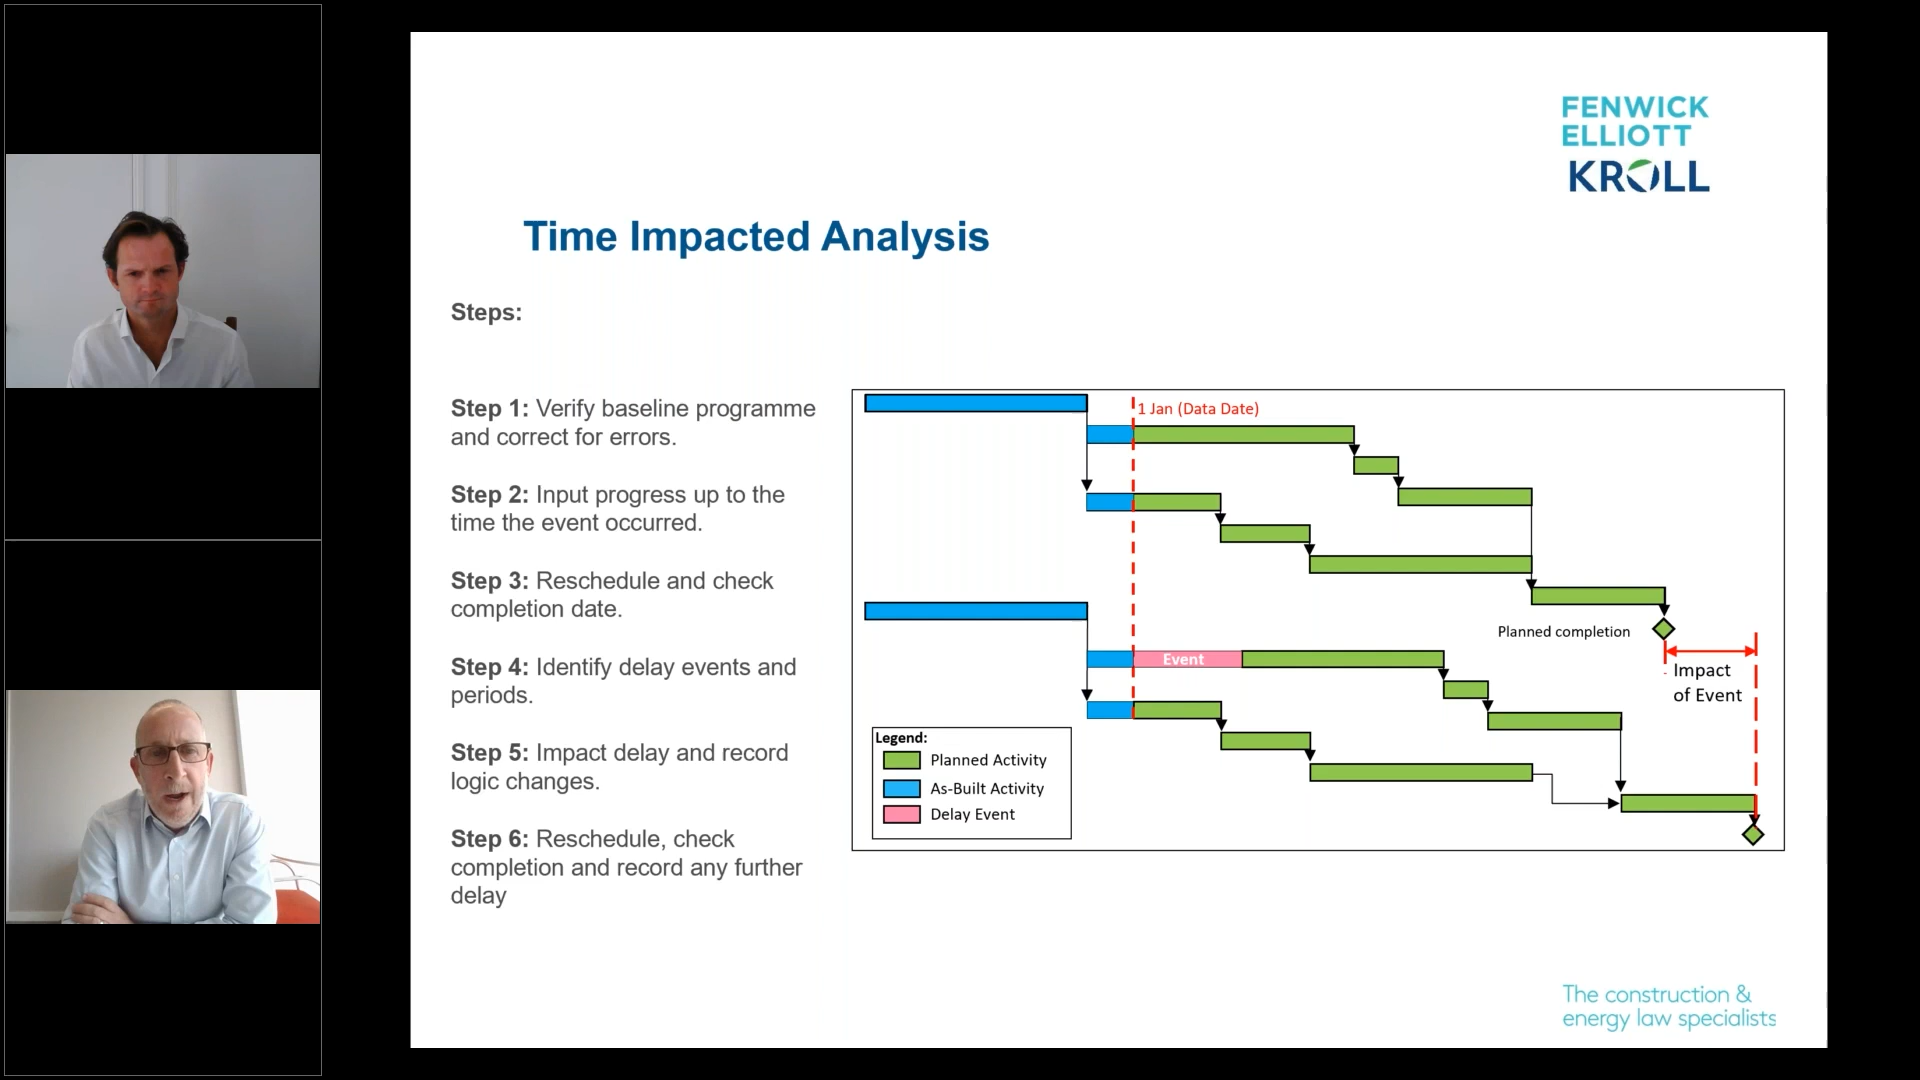 FENWICK
ELLIOTT
KROLL
Time Impacted Analysis
Steps:
Step 1: Verify baseline programme
and correct for errors.
Step 2: Input progress up to the
time the event occurred.
Step 3: Reschedule and check
completion date.
Step 4: Identify delay events and
periods.
Step 5: Impact delay and record
logic changes.
Step 6: Reschedule, check
completion and record any further
delay
1 Jan (Data Date)
Planned completion
Impact
of Event
Event
Legend:
Planned Activity
As-Built Activity
Delay Event
The construction &
energy law specialists